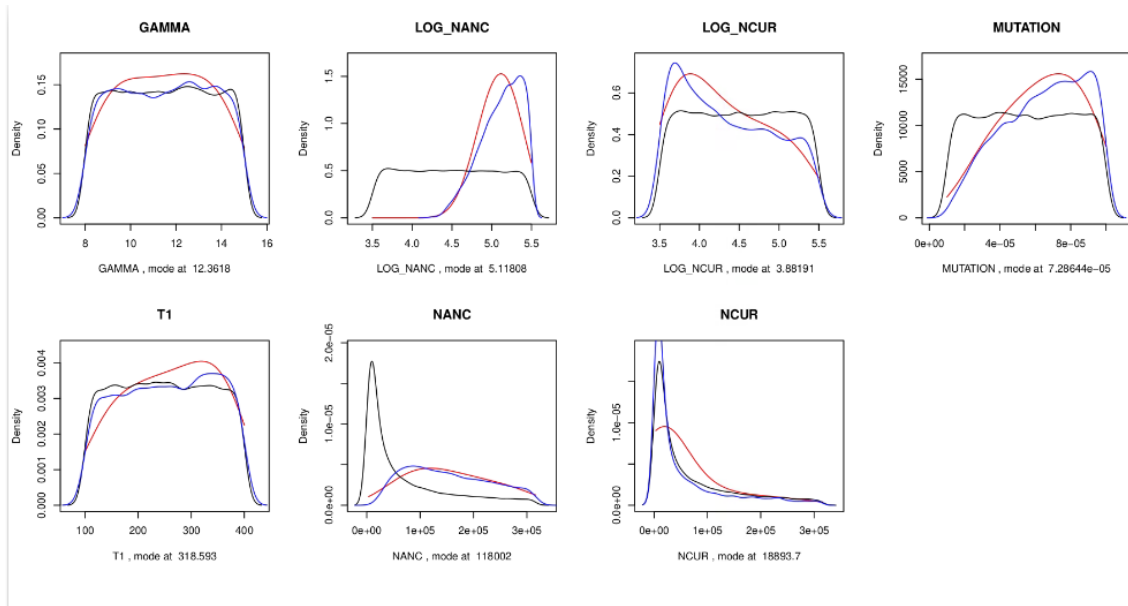 GAMMA
LOG_NANC
LOG_NCUR
MUTATION
Density
0.00 0.05 0.10 0.15
8 10 12 14 16
GAMMA , mode at 12.3618
Density
0.0 0.5 1.0 1.5
3.5 4.0 4.5 5.0 5.5
LOG_NANC , mode at 5.11808
Density
0.0 0.2 0.4 0.6
3.5 4.0 4.5 5.0 5.5
LOG_NCUR , mode at 3.88191
Density
0 5000 10000 15000
0e+00 4e-05 8e-05
MUTATION , mode at 7.28644e-05
T1
NANC
NCUR
Density
0.000 0.001 0.002 0.003 0.004
100 200 300 400
T1 , mode at 318.593
Density
0.0e+00 5.0e-06 1.0e-05 1.5e-05 2.0e-05
0e+00 1e+05 2e+05 3e+05
NANC , mode at 118002
Density
0.0e+00 1.0e-05
0e+00 1e+05 2e+05 3e+05
NCUR , mode at 18893.7